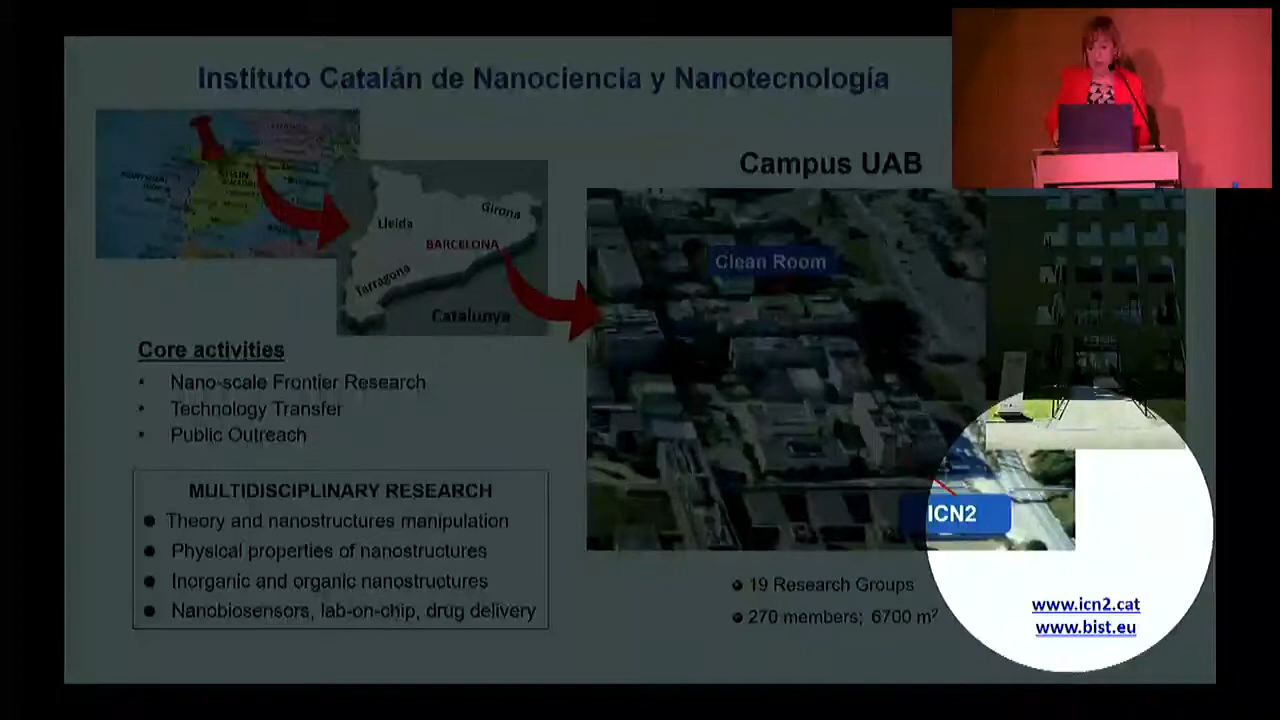 Instituto Catalán de Nanociencia y Nanotecnología
Campus UAB
Lleida
Girona
BARCELONA
Tarragona
Catalunya
Clean Room
ICN2
Core activities
• Nano-scale Frontier Research
• Technology Transfer
• Public Outreach
MULTIDISCIPLINARY RESEARCH
● Theory and nanostructures manipulation
● Physical properties of nanostructures
● Inorganic and organic nanostructures
● Nanobiosensors, lab-on-chip, drug delivery
19 Research Groups
270 members; 6700 m²
www.icn2.cat
www.bist.eu